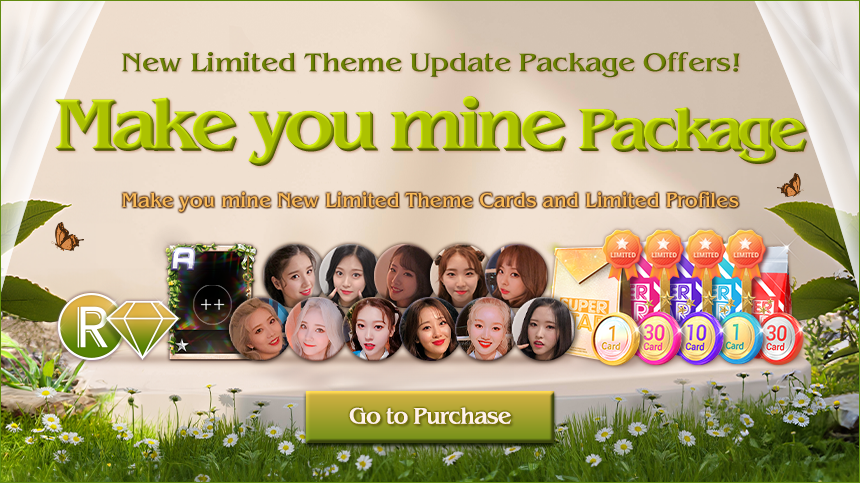 New Limited Theme Update Package Offers!
Make you mine Package
Make you mine New Limited Theme Cards and Limited Profiles
LIMITED LIMITED LIMITED LIMITED
A
++
R
SUPER
1 Card 30 Card 10 Card 1 Card 30 Card
Go to Purchase